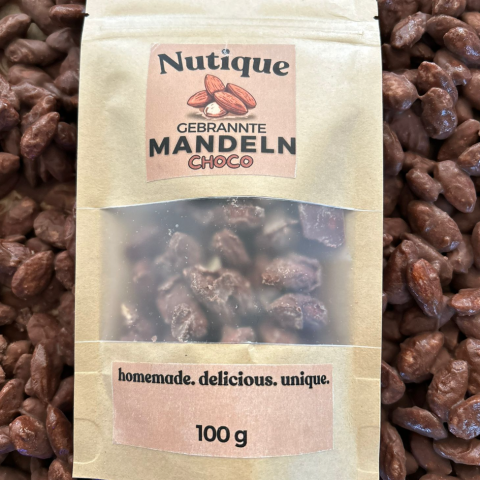 Nutique
GEBRANNTE
MANDELN
CHOCO
homemade. delicious. unique.
100 g